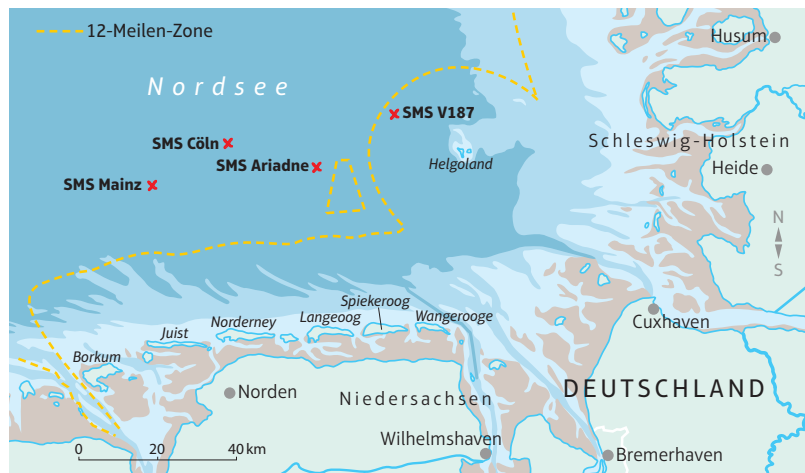 12-Meilen-Zone
Husum
Nordsee
SMS V187
SMS Cöln
Schleswig-Holstein
SMS Ariadne
Helgoland
Heide
SMS Mainz
N
S
Spiekeroog
Norderney
Langeoog
Wangerooge
Juist
Cuxhaven
Borkum
Norden
Niedersachsen
DEUTSCHLAND
Wilhelmshaven
0 20 40 km
Bremerhaven